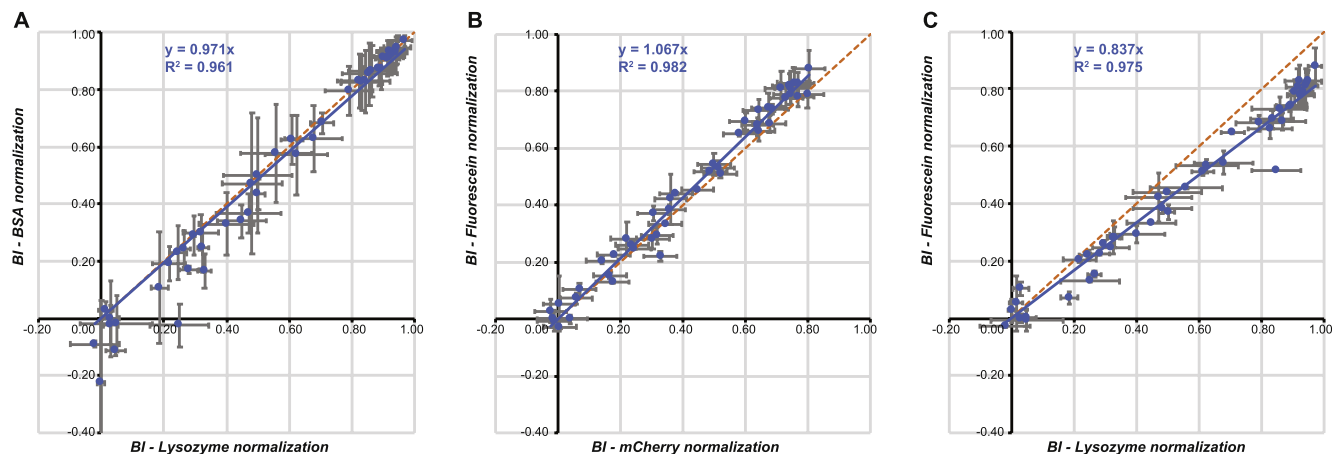 A
y = 0.971x
R² = 0.961
BI - BSA normalization
1.00
0.80
0.60
0.40
0.20
-0.20
-0.40
-0.20
0.00
0.20
0.40
0.60
0.80
1.00
BI - Lysozyme normalization
B
y = 1.067x
R² = 0.982
BI - Fluorescein normalization
1.00
0.80
0.60
0.40
0.20
-0.20
-0.40
-0.20
0.00
0.20
0.40
0.60
0.80
1.00
BI - mCherry normalization
C
y = 0.837x
R² = 0.975
BI - Fluorescein normalization
1.00
0.80
0.60
0.40
0.20
-0.20
-0.40
-0.20
0.00
0.20
0.40
0.60
0.80
1.00
BI - Lysozyme normalization